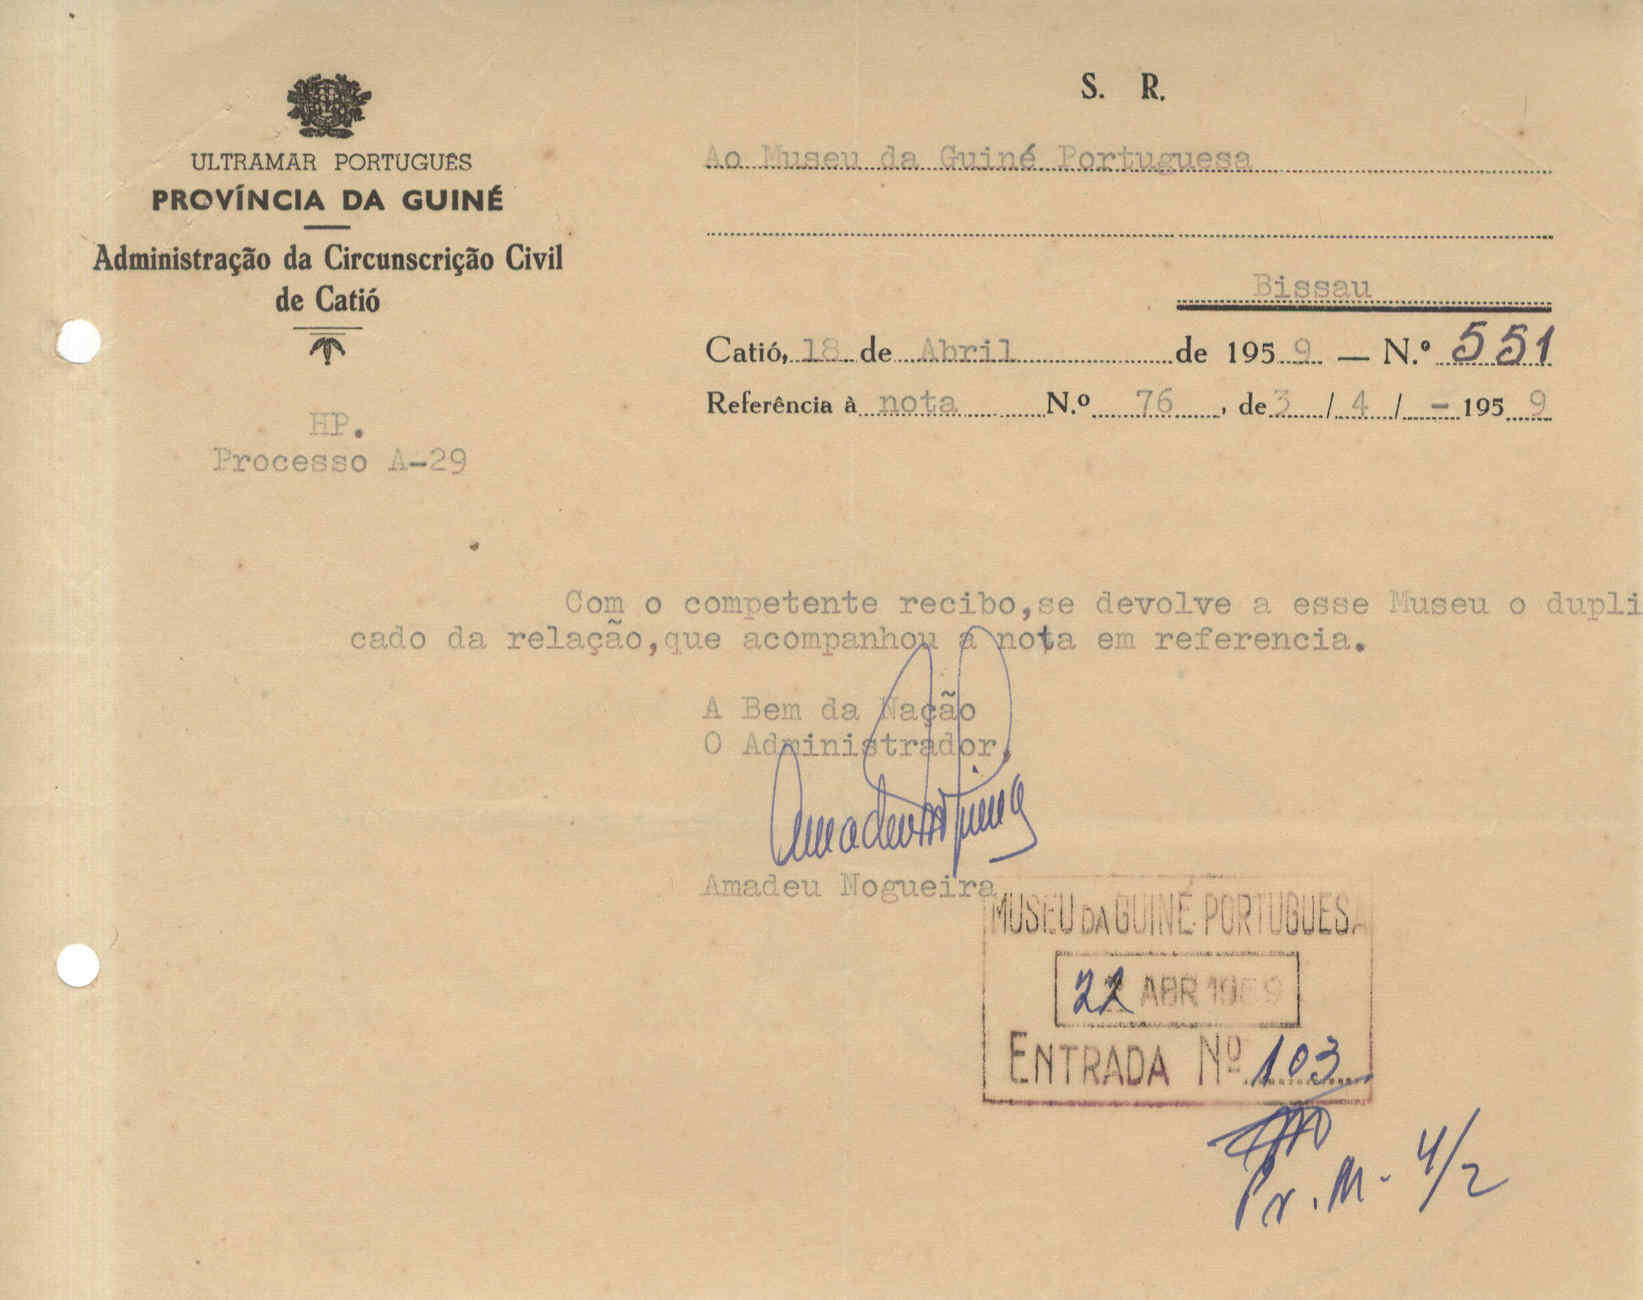 S. R.
ULTRAMAR PORTUGUÊS
PROVÍNCIA DA GUINÉ
Administração da Circunscrição Civil
de Catió
HP.
Processo A-29
Ao Museu da Guiné Portuguesa
Bissau
Catió, 18 de Abril de 1959 — N.º 551
Referência à nota N.º 76, de 3 / 4 / - 1959
Com o competente recibo,se devolve a esse Museu o dupli
cado da relação,que acompanhou a nota em referencia.
A Bem da Nação
O Administrador,
Amadeu Nogueira
MUSEU DA GUINÉ PORTUGUESA
22 ABR 1959
ENTRADA Nº 103
Pr. M- 4/2